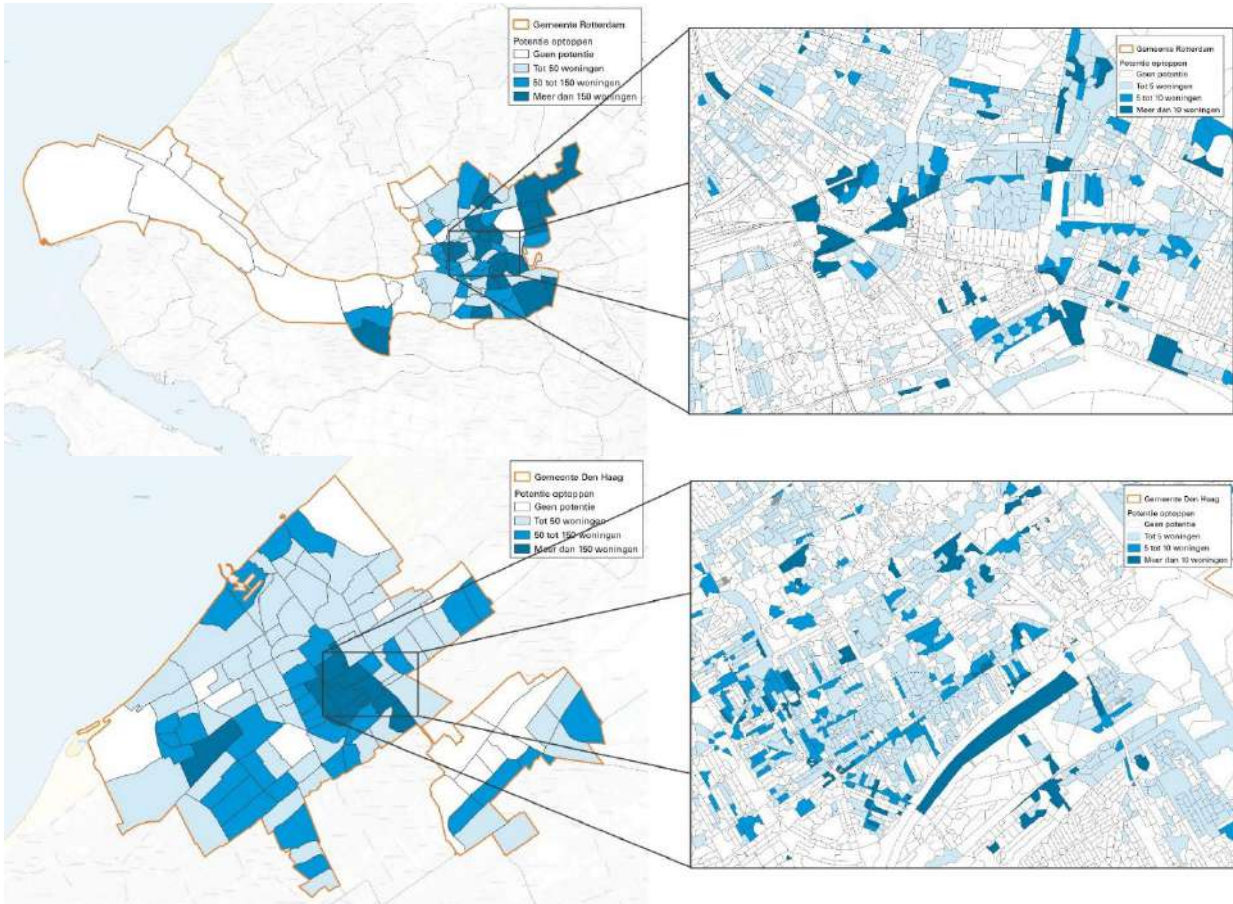 Gemeente Rotterdam
Potentie optoppen
Geen potentie
Tot 50 woningen
50 tot 150 woningen
Meer dan 150 woningen
Gemeente Rotterdam
Potentie optoppen
Geen potentie
Tot 5 woningen
5 tot 10 woningen
Meer dan 10 woningen
Gemeente Den Haag
Potentie optoppen
Geen potentie
Tot 50 woningen
50 tot 150 woningen
Meer dan 150 woningen
Gemeente Den Haag
Potentie optoppen
Geen potentie
Tot 5 woningen
5 tot 10 woningen
Meer dan 10 woningen